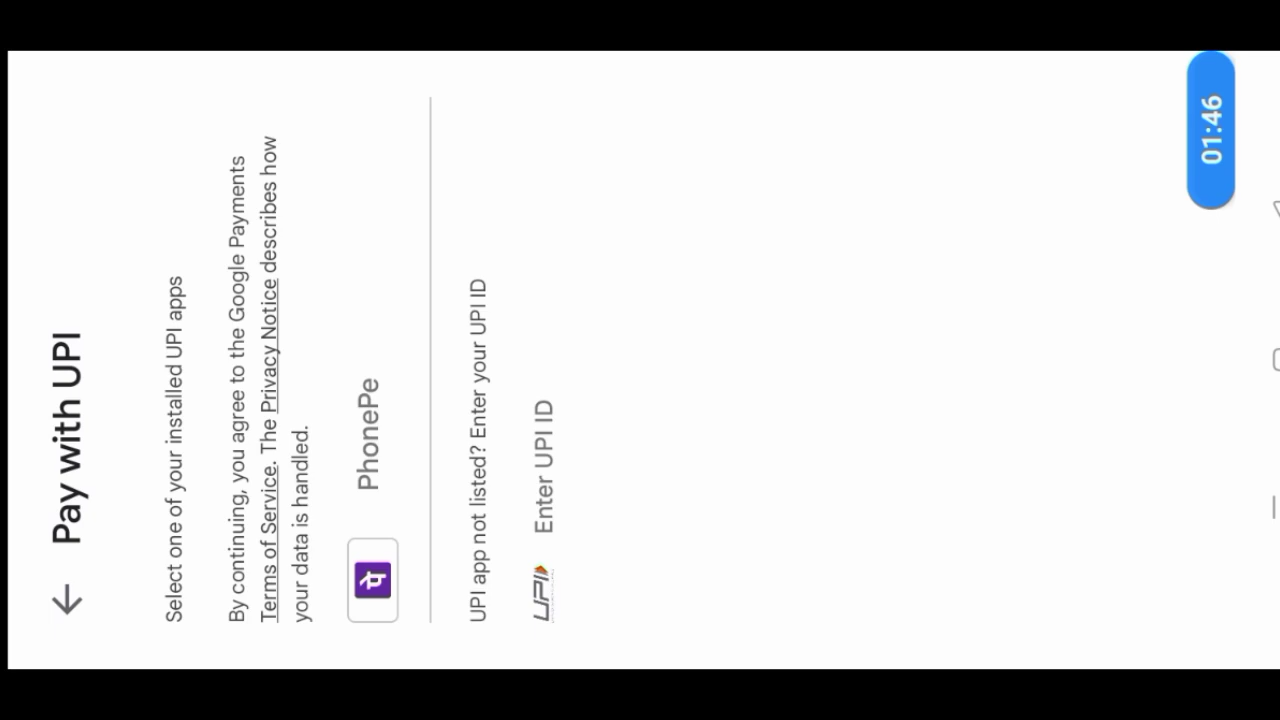 Pay with UPI
Select one of your installed UPI apps
By continuing, you agree to the Google Payments
Terms of Service. The Privacy Notice describes how
your data is handled.
पे
PhonePe
UPI app not listed? Enter your UPI ID
UPI
Enter UPI ID
01:46